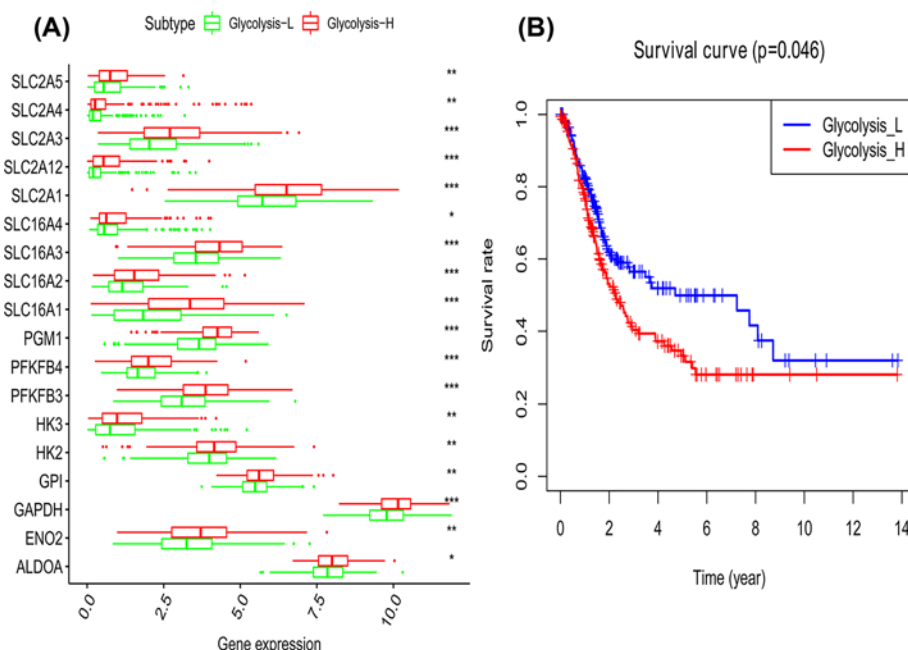 (A)
Subtype Glycolysis-L Glycolysis-H
SLC2A5 **
SLC2A4 **
SLC2A3 ***
SLC2A12 ***
SLC2A1 ***
SLC16A4 *
SLC16A3 ***
SLC16A2 ***
SLC16A1 ***
PGM1 ***
PFKFB4 ***
PFKFB3 ***
HK3 **
HK2 **
GPI **
GAPDH ***
ENO2 **
ALDOA *
0.0 2.5 5.0 7.5 10.0
Gene expression
(B)
Survival curve (p=0.046)
Glycolysis_L
Glycolysis_H
Survival rate
1.0
0.8
0.6
0.4
0.2
0.0
0 2 4 6 8 10 12 14
Time (year)